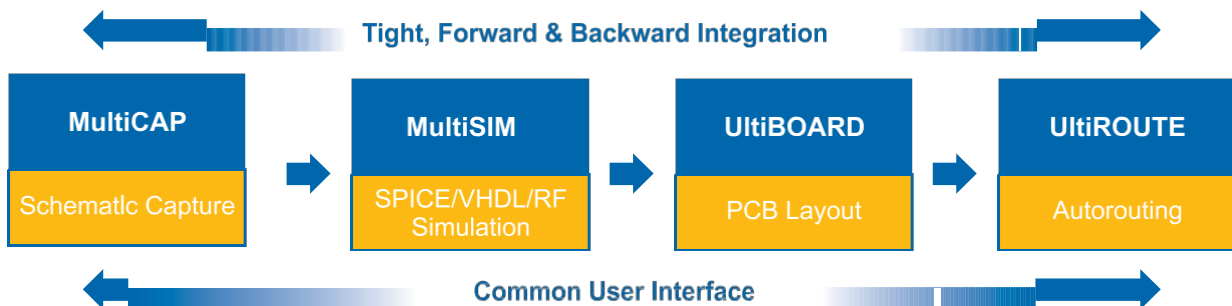 Tight, Forward & Backward Integration
MultiCAP
Schematlc Capture
MultiSIM
SPICE/VHDL/RF
Simulation
UltiBOARD
PCB Layout
UltiROUTE
Autorouting
Common User Interface